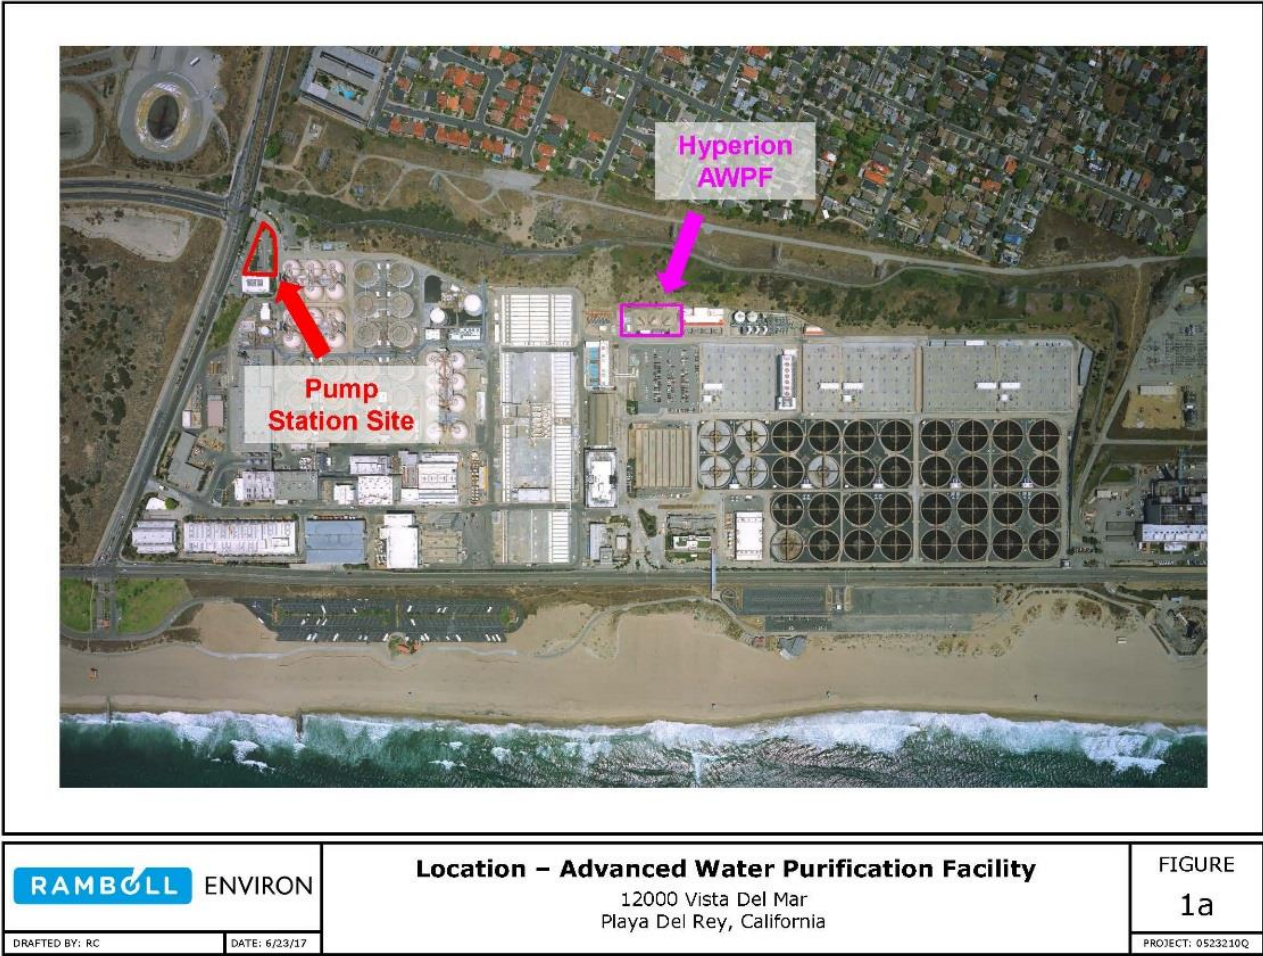 Hyperion
AWPF
Pump
Station Site
RAMBOLL ENVIRON
DRAFTED BY: RC
DATE: 6/23/17
Location – Advanced Water Purification Facility
12000 Vista Del Mar
Playa Del Rey, California
FIGURE
1a
PROJECT: 0523210Q